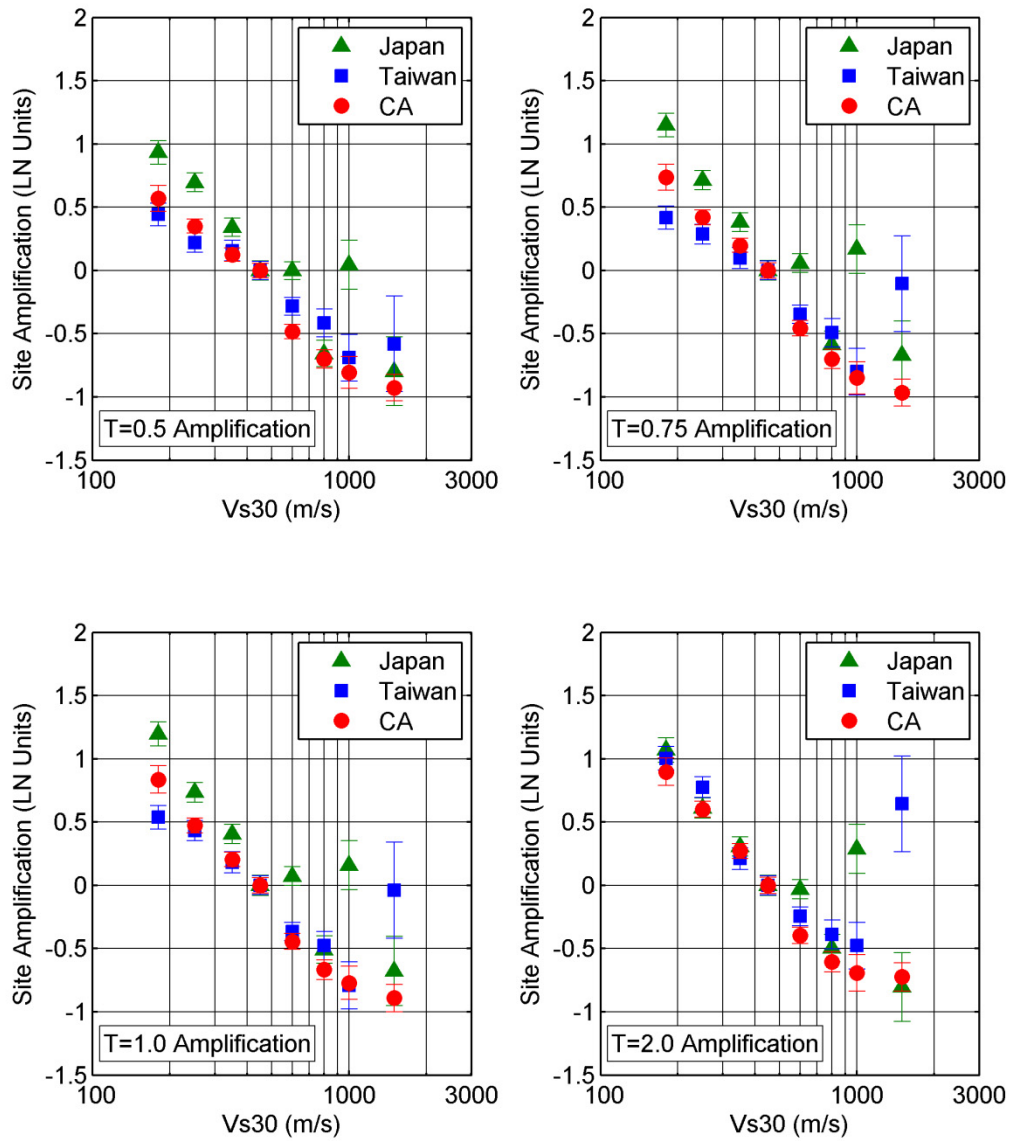 2
1.5
1
0.5
0
-0.5
-1
-1.5
Site Amplification (LN Units)
Japan
Taiwan
CA
T=0.5 Amplification
100
1000
3000
Vs30 (m/s)
2
1.5
1
0.5
0
-0.5
-1
-1.5
Site Amplification (LN Units)
Japan
Taiwan
CA
T=0.75 Amplification
100
1000
3000
Vs30 (m/s)
2
1.5
1
0.5
0
-0.5
-1
-1.5
Site Amplification (LN Units)
Japan
Taiwan
CA
T=1.0 Amplification
100
1000
3000
Vs30 (m/s)
2
1.5
1
0.5
0
-0.5
-1
-1.5
Site Amplification (LN Units)
Japan
Taiwan
CA
T=2.0 Amplification
100
1000
3000
Vs30 (m/s)